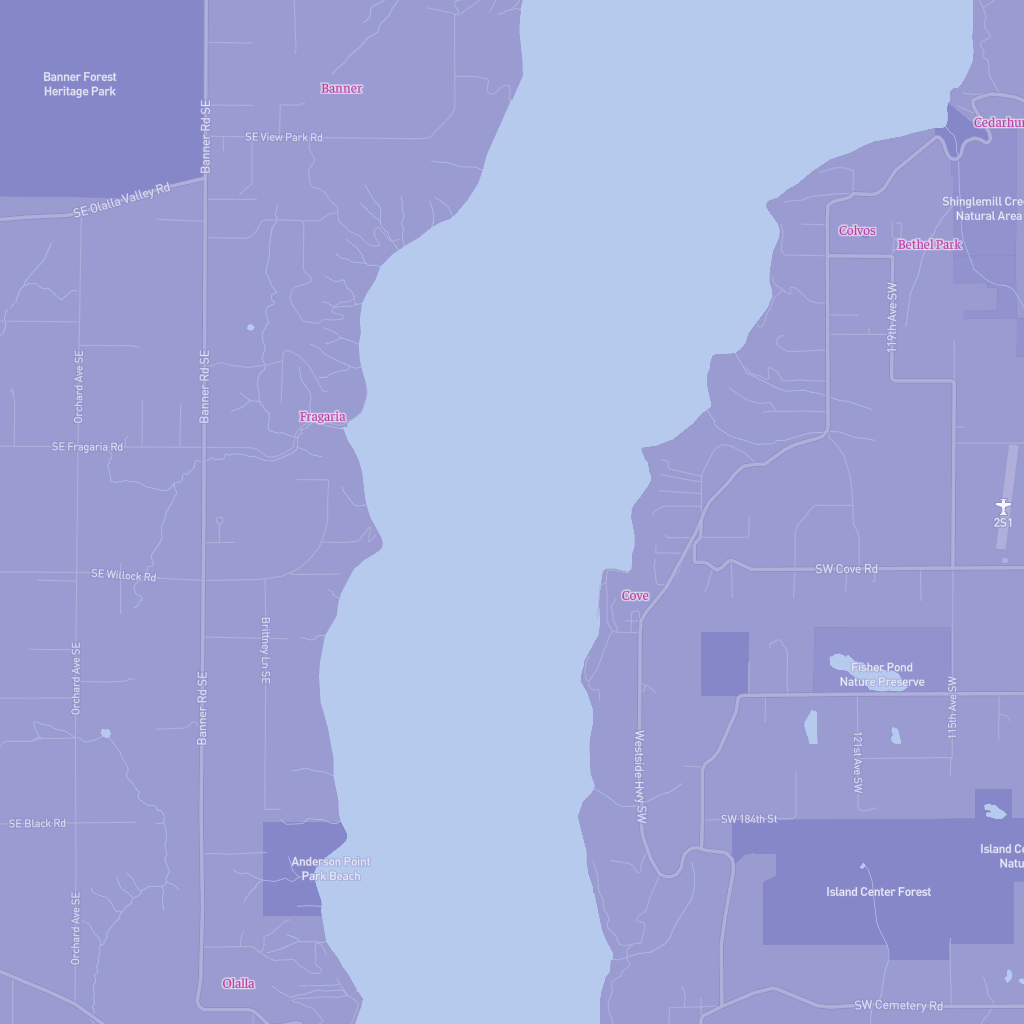 Banner Forest
Heritage Park
Banner
Banner Rd SE
SE View Park Rd
SE Olalla Valley Rd
Shinglemill Cree
Natural Area
Cedarhur
Colvos
Bethel Park
119th Ave SW
Orchard Ave SE
Banner Rd SE
Fragaria
SE Fragaria Rd
2S1
SE Willock Rd
SW Cove Rd
Cove
Brittney Ln SE
Orchard Ave SE
Banner Rd SE
Fisher Pond
Nature Preserve
115th Ave SW
121st Ave SW
Westside Hwy SW
SE Black Rd
SW 184th St
Anderson Point
Park Beach
Island Ce
Natu
Island Center Forest
Orchard Ave SE
Olalla
SW Cemetery Rd